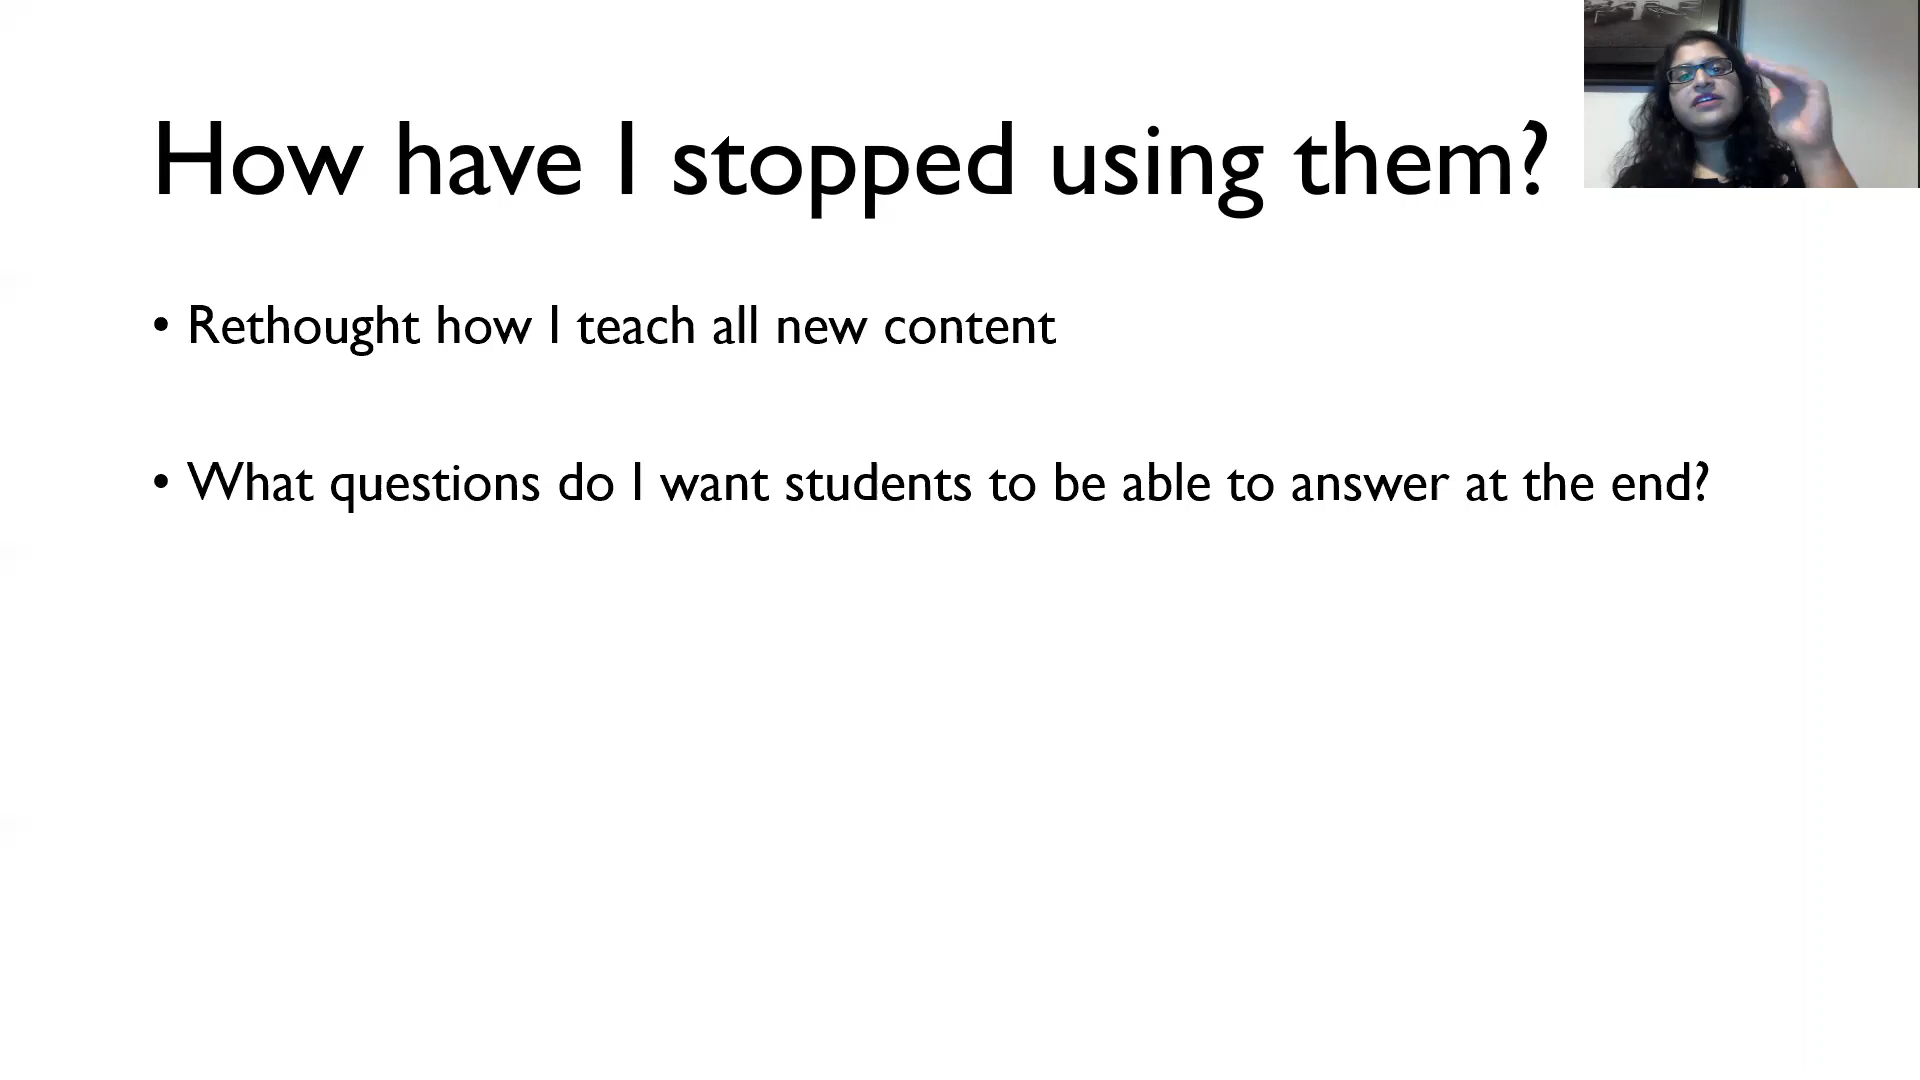 How have I stopped using them?
• Rethought how I teach all new content
• What questions do I want students to be able to answer at the end?